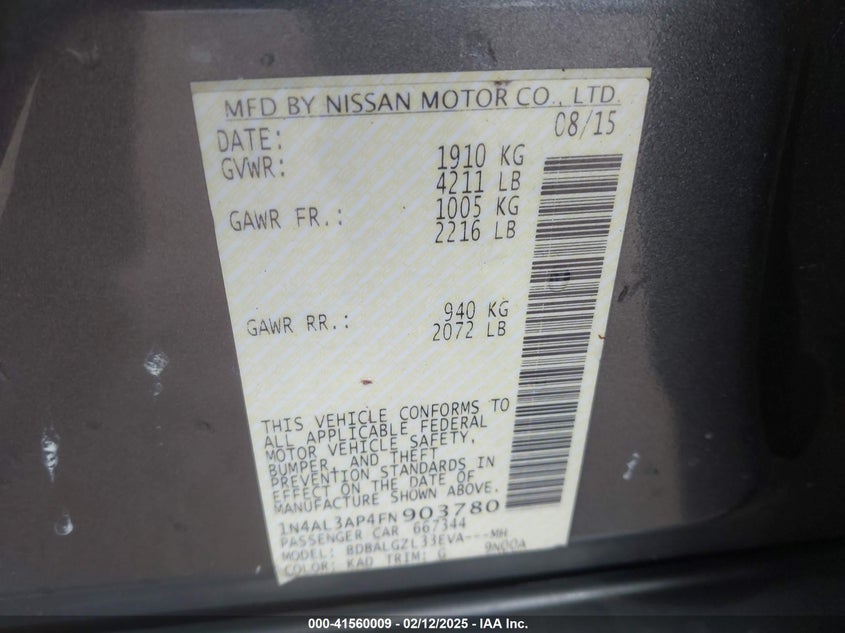 MFD BY NISSAN MOTOR CO., LTD.
DATE: 08/15
GVWR: 1910 KG
4211 LB
GAWR FR.: 1005 KG
2216 LB
GAWR RR.: 940 KG
2072 LB
THIS VEHICLE CONFORMS TO
ALL APPLICABLE FEDERAL
MOTOR VEHICLE SAFETY,
BUMPER, AND THEFT
PREVENTION STANDARDS IN
EFFECT ON THE DATE OF
MANUFACTURE SHOWN ABOVE.
1N4AL3AP4FN903780
PASSENGER CAR 667344
MODEL: BDBALGZL33EVA---MH
COLOR: KAD TRIM: G 9N00A
000-41560009 - 02/12/2025 - IAA Inc.